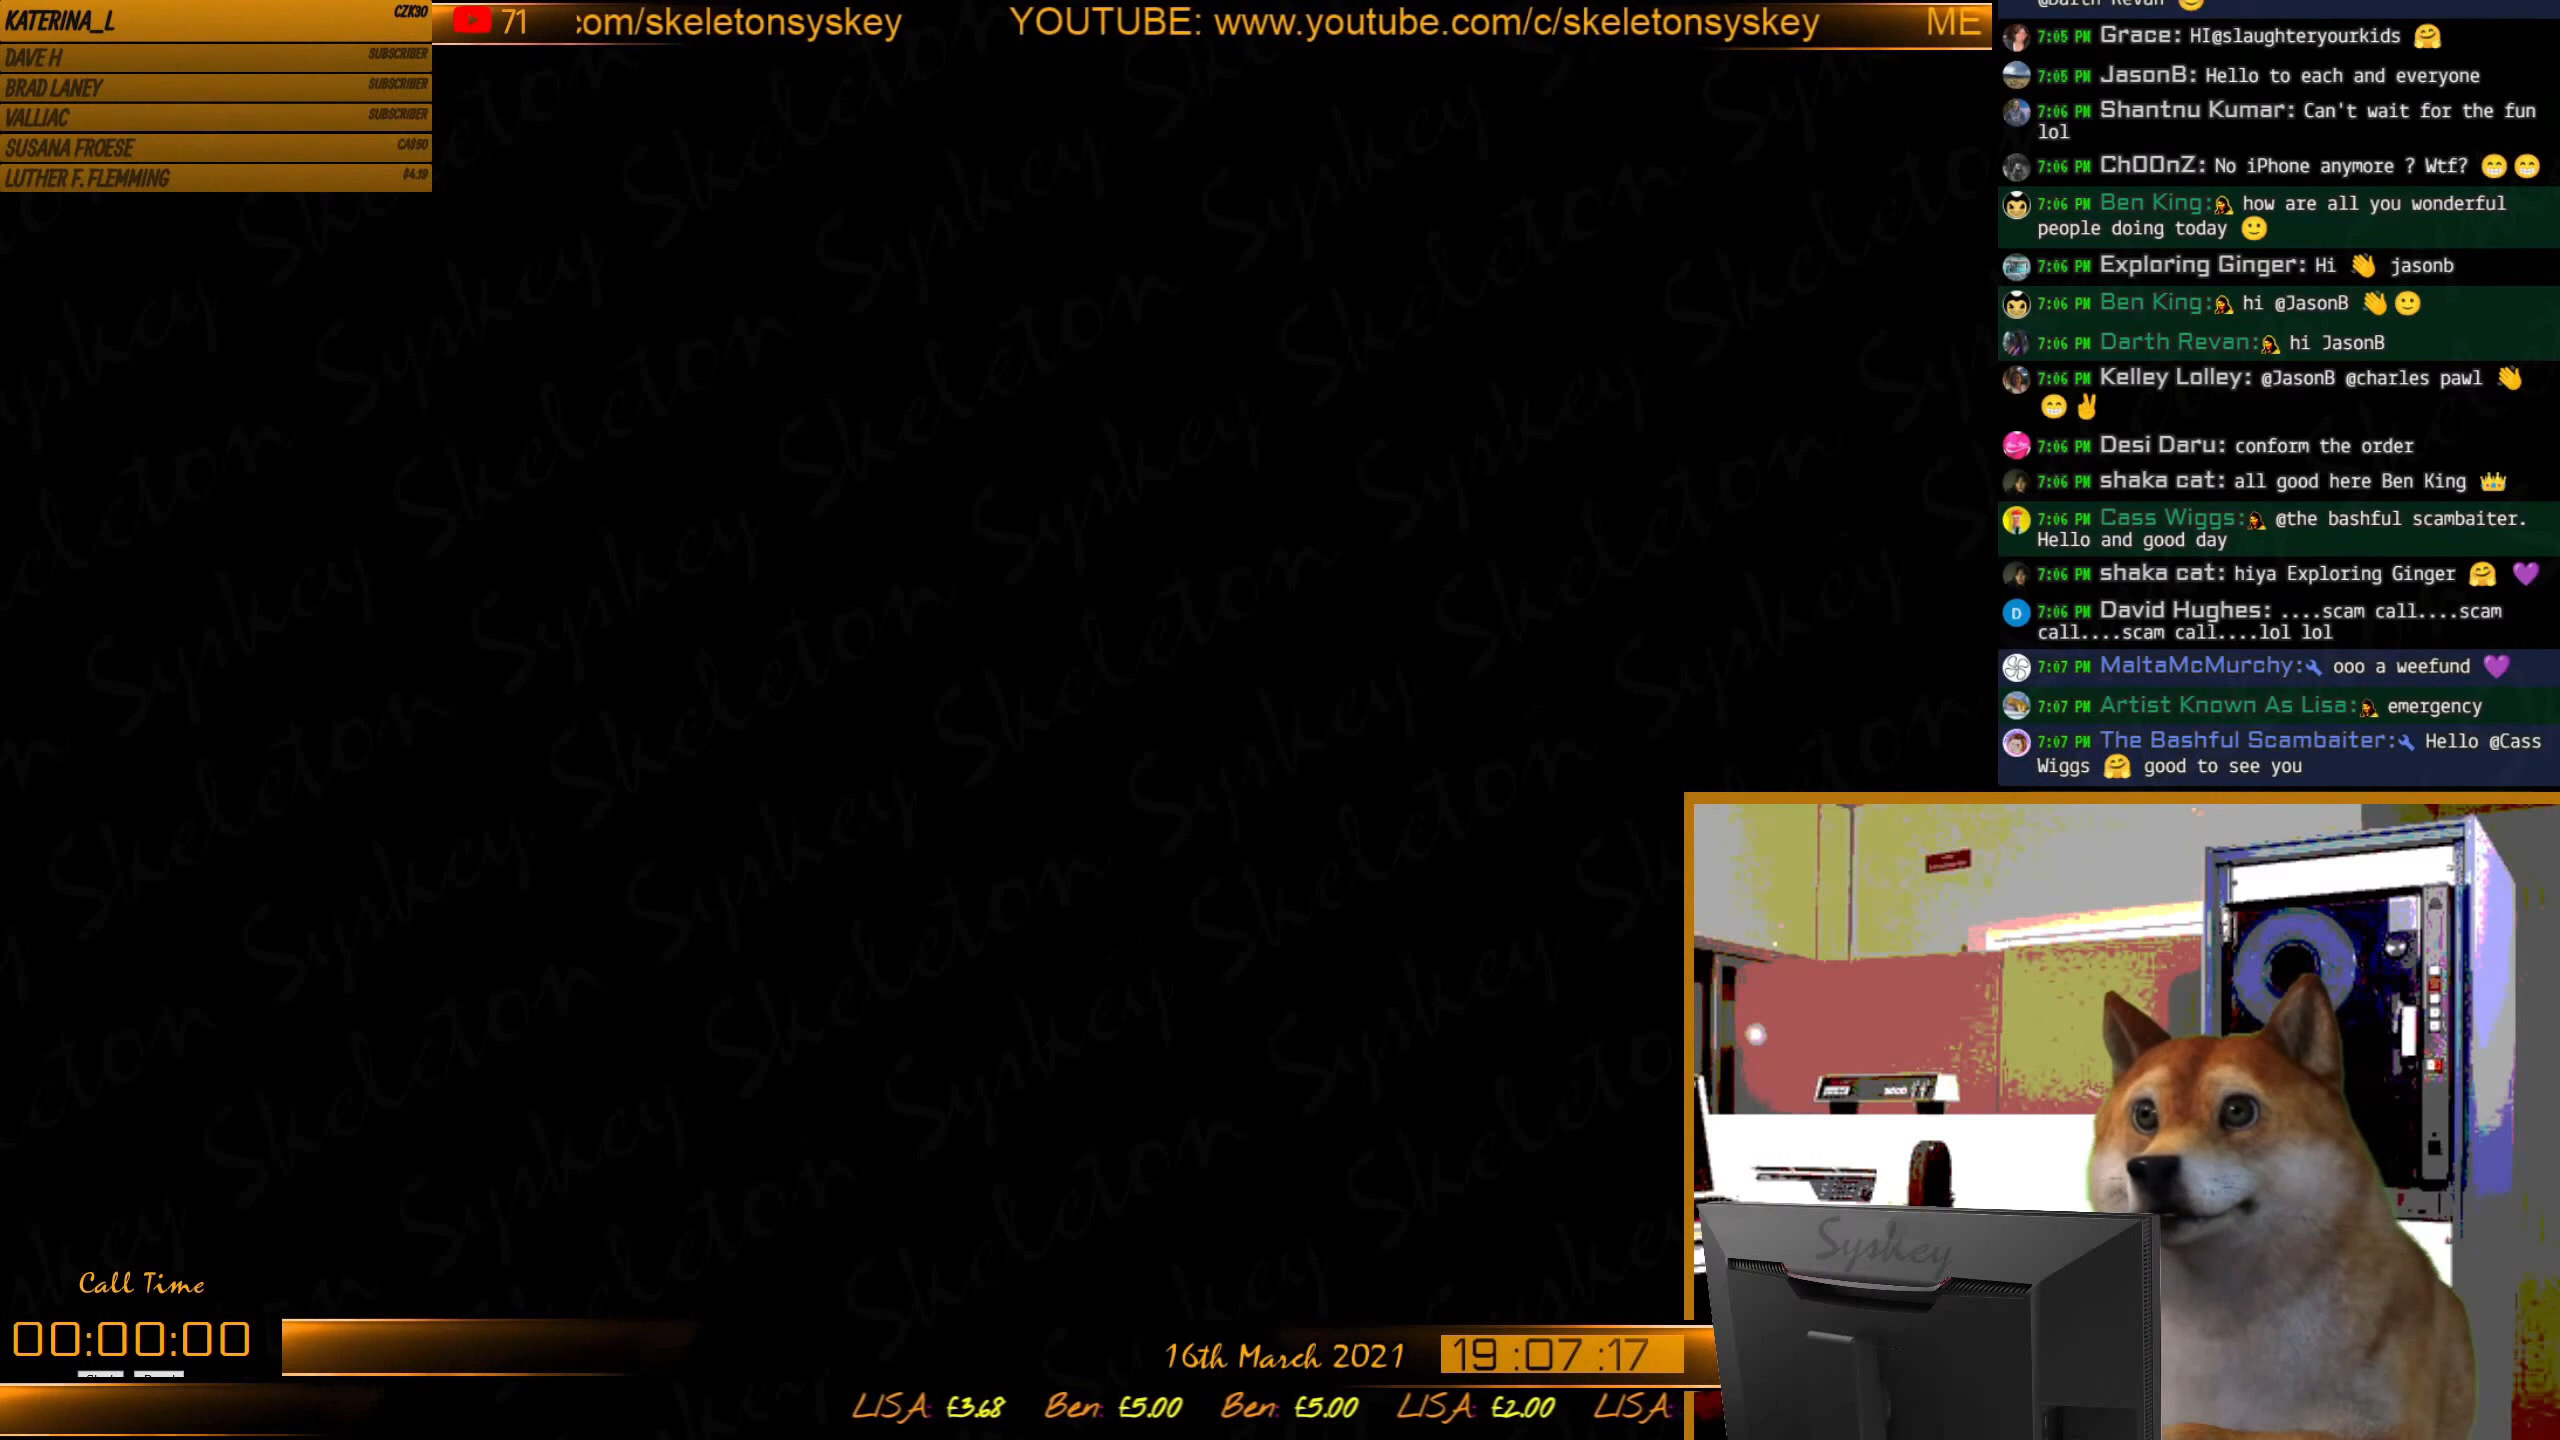 KATERINA_L CZK30
DAVE H SUBSCRIBER
BRAD LANEY SUBSCRIBER
VALLIAC SUBSCRIBER
SUSANA FROESE CA$50
LUTHER F. FLEMMING $4.19
71 com/skeletonsyskey YOUTUBE: www.youtube.com/c/skeletonsyskey ME
@Darth Revan
7:05 PM Grace: HI@slaughteryourkids 🤗
7:05 PM JasonB: Hello to each and everyone
7:06 PM Shantnu Kumar: Can't wait for the fun
lol
7:06 PM Ch00nZ: No iPhone anymore ? Wtf? 😁 😁
7:06 PM Ben King: how are all you wonderful
people doing today 🙂
7:06 PM Exploring Ginger: Hi 👋 jasonb
7:06 PM Ben King: hi @JasonB 👋 🙂
7:06 PM Darth Revan: hi JasonB
7:06 PM Kelley Lolley: @JasonB @charles pawl 👋
😁 ✌
7:06 PM Desi Daru: conform the order
7:06 PM shaka cat: all good here Ben King 👑
7:06 PM Cass Wiggs: @the bashful scambaiter.
Hello and good day
7:06 PM shaka cat: hiya Exploring Ginger 🤗 💜
D 7:06 PM David Hughes: ....scam call....scam
call....scam call....lol lol
7:07 PM MaltaMcMurchy: ooo a weefund 💜
7:07 PM Artist Known As Lisa: emergency
7:07 PM The Bashful Scambaiter: Hello @Cass
Wiggs 🤗 good to see you
Syskey
Call Time
00:00:00
16th March 2021 19:07:17
LISA: £3.68 Ben: £5.00 Ben: £5.00 LISA: £2.00 LISA: